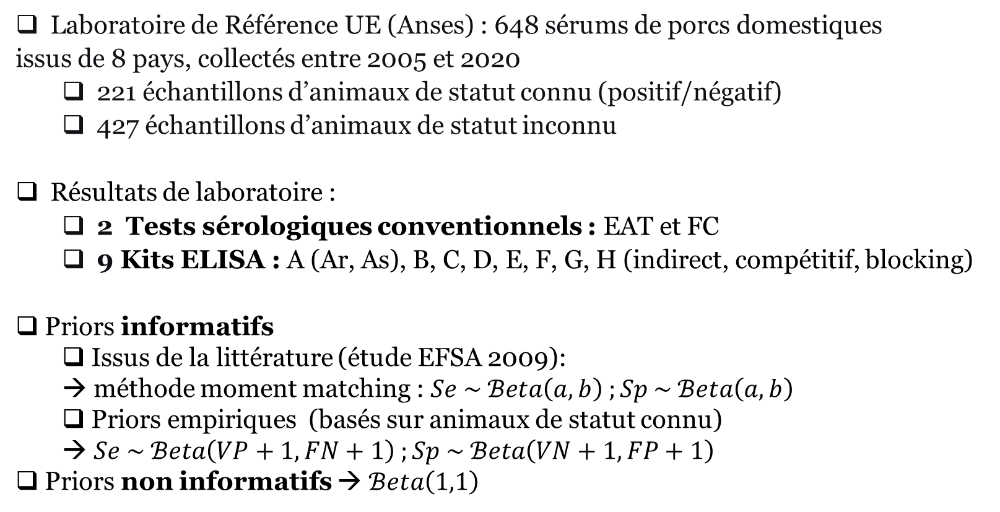 ❑ Laboratoire de Référence UE (Anses) : 648 sérums de porcs domestiques
issus de 8 pays, collectés entre 2005 et 2020
❑ 221 échantillons d’animaux de statut connu (positif/négatif)
❑ 427 échantillons d’animaux de statut inconnu
❑ Résultats de laboratoire :
❑ 2 Tests sérologiques conventionnels : EAT et FC
❑ 9 Kits ELISA : A (Ar, As), B, C, D, E, F, G, H (indirect, compétitif, blocking)
❑ Priors informatifs
❑ Issus de la littérature (étude EFSA 2009):
→ méthode moment matching : Se ~ ℬeta(a, b) ; Sp ~ ℬeta(a, b)
❑ Priors empiriques (basés sur animaux de statut connu)
→ Se ~ ℬeta(VP + 1, FN + 1) ; Sp ~ ℬeta(VN + 1, FP + 1)
❑ Priors non informatifs → ℬeta(1,1)